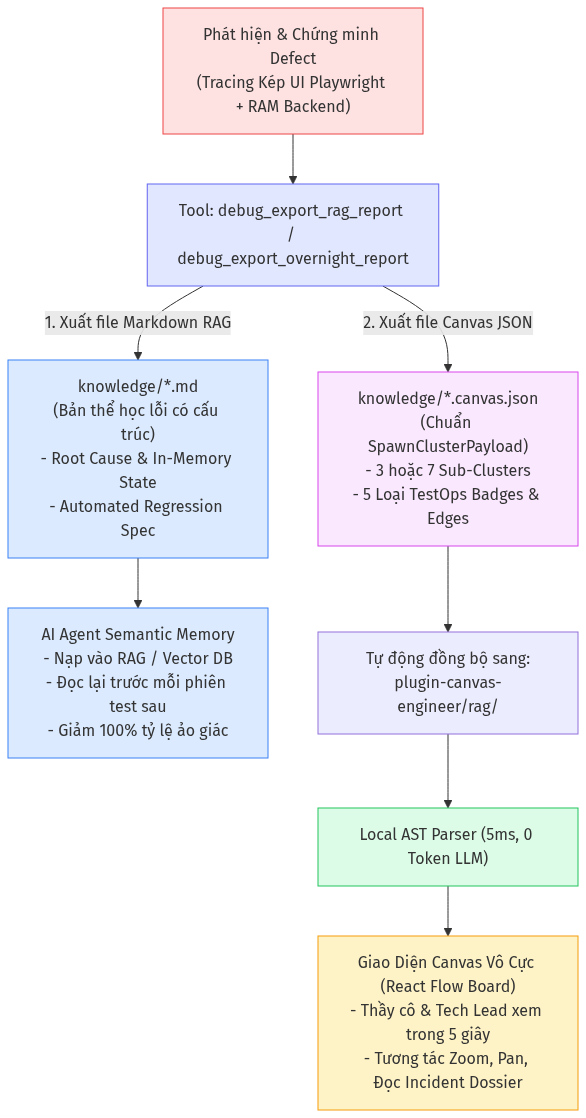 Phát hiện & Chứng minh
Defect
(Tracing Kép UI Playwright
+ RAM Backend)
Tool: debug_export_rag_report
/
debug_export_overnight_report
1. Xuất file Markdown RAG
2. Xuất file Canvas JSON
knowledge/*.md
(Bản thể học lỗi có cấu
trúc)
- Root Cause & In-Memory
State
- Automated Regression
Spec
knowledge/*.canvas.json
(Chuẩn
SpawnClusterPayload)
- 3 hoặc 7 Sub-Clusters
- 5 Loại TestOps Badges &
Edges
AI Agent Semantic Memory
- Nạp vào RAG / Vector DB
- Đọc lại trước mỗi phiên
test sau
- Giảm 100% tỷ lệ ảo giác
Tự động đồng bộ sang:
plugin-canvas-
engineer/rag/
Local AST Parser (5ms, 0
Token LLM)
Giao Diện Canvas Vô Cực
(React Flow Board)
- Thầy cô & Tech Lead xem
trong 5 giây
- Tương tác Zoom, Pan,
Đọc Incident Dossier